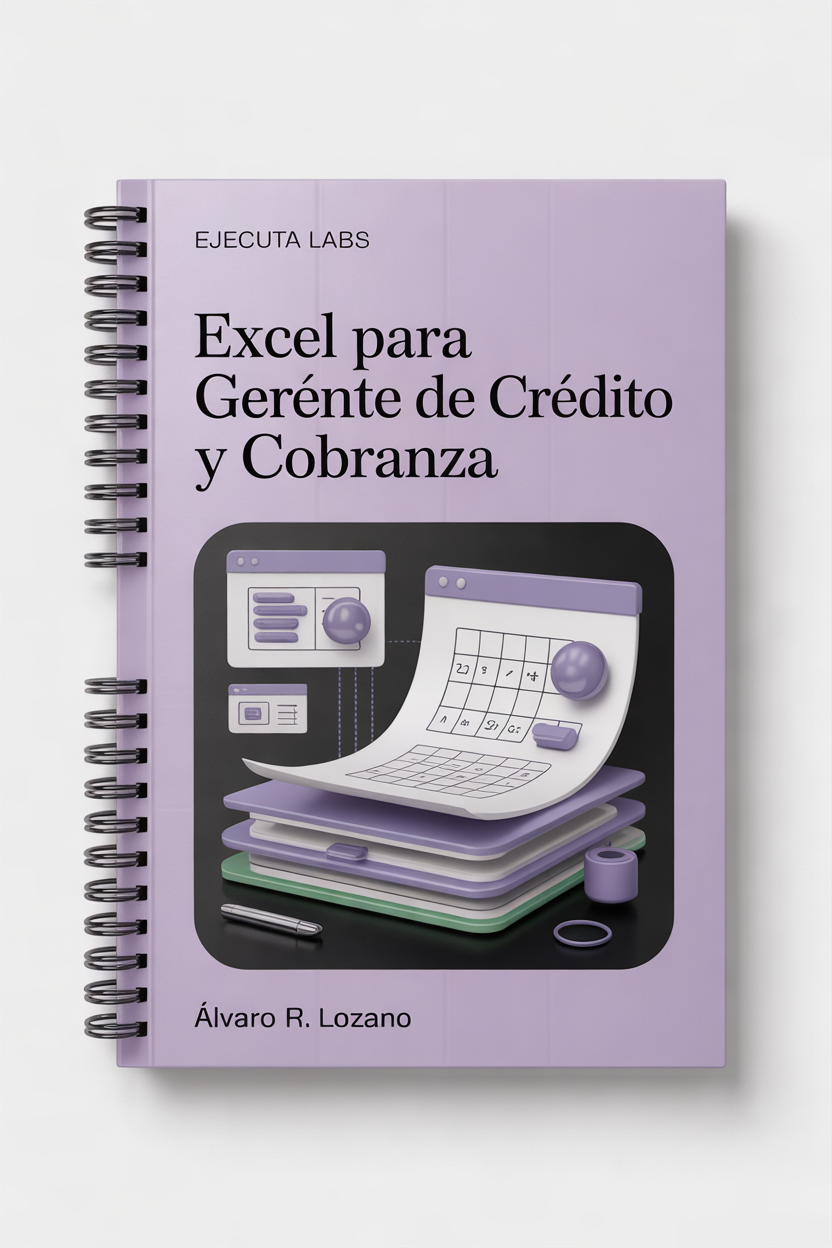 EJECUTA LABS
Excel para
Gerénte de Crédito
y Cobranza
Álvaro R. Lozano